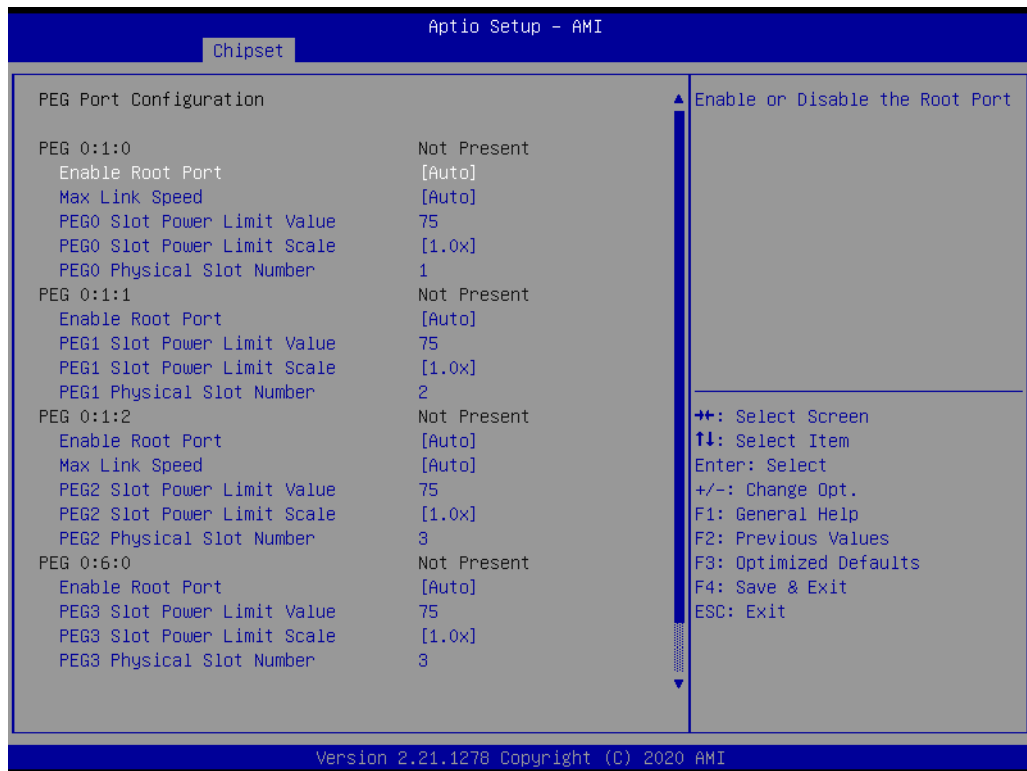 Aptio Setup – AMI
Chipset
PEG Port Configuration
PEG 0:1:0 Not Present
Enable Root Port [Auto]
Max Link Speed [Auto]
PEG0 Slot Power Limit Value 75
PEG0 Slot Power Limit Scale [1.0x]
PEG0 Physical Slot Number 1
PEG 0:1:1 Not Present
Enable Root Port [Auto]
PEG1 Slot Power Limit Value 75
PEG1 Slot Power Limit Scale [1.0x]
PEG1 Physical Slot Number 2
PEG 0:1:2 Not Present
Enable Root Port [Auto]
Max Link Speed [Auto]
PEG2 Slot Power Limit Value 75
PEG2 Slot Power Limit Scale [1.0x]
PEG2 Physical Slot Number 3
PEG 0:6:0 Not Present
Enable Root Port [Auto]
PEG3 Slot Power Limit Value 75
PEG3 Slot Power Limit Scale [1.0x]
PEG3 Physical Slot Number 3
Enable or Disable the Root Port
→←: Select Screen
↑↓: Select Item
Enter: Select
+/-: Change Opt.
F1: General Help
F2: Previous Values
F3: Optimized Defaults
F4: Save & Exit
ESC: Exit
Version 2.21.1278 Copyright (C) 2020 AMI